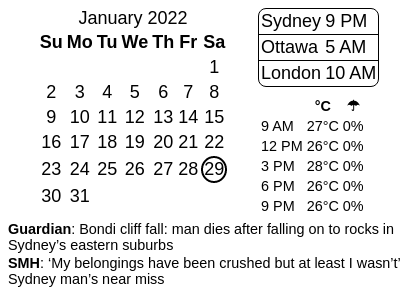 January 2022
Su Mo Tu We Th Fr Sa
1
2 3 4 5 6 7 8
9 10 11 12 13 14 15
16 17 18 19 20 21 22
23 24 25 26 27 28 29
30 31
Sydney 9 PM
Ottawa 5 AM
London 10 AM
°C ☂
9 AM 27°C 0%
12 PM 26°C 0%
3 PM 28°C 0%
6 PM 26°C 0%
9 PM 26°C 0%
Guardian: Bondi cliff fall: man dies after falling on to rocks in
Sydney’s eastern suburbs
SMH: ‘My belongings have been crushed but at least I wasn’t’
Sydney man’s near miss